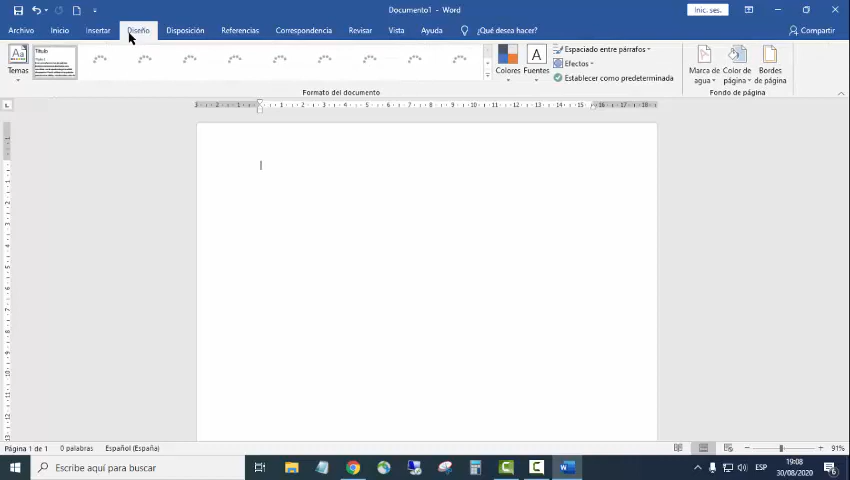 Documento1 - Word
Inic. ses.
Archivo Inicio Insertar Diseño Disposición Referencias Correspondencia Revisar Vista Ayuda ¿Qué desea hacer? Compartir
Temas
Título
Título 1
Colores
Fuentes
Espaciado entre párrafos
Efectos
Establecer como predeterminada
Marca de agua
Color de página
Bordes de página
Formato del documento
Fondo de página
Página 1 de 1 0 palabras Español (España) 91%
Escribe aquí para buscar
ESP
19:08
30/08/2020